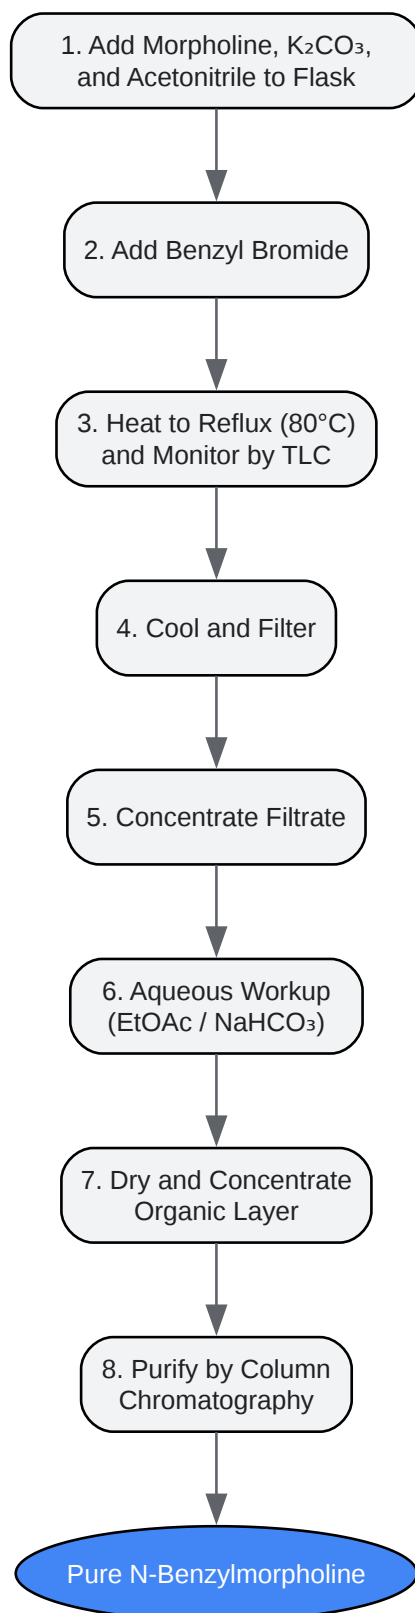 1. Add Morpholine, K₂CO₃,
and Acetonitrile to Flask
2. Add Benzyl Bromide
3. Heat to Reflux (80°C)
and Monitor by TLC
4. Cool and Filter
5. Concentrate Filtrate
6. Aqueous Workup
(EtOAc / NaHCO₃)
7. Dry and Concentrate
Organic Layer
8. Purify by Column
Chromatography
Pure N-Benzylmorpholine